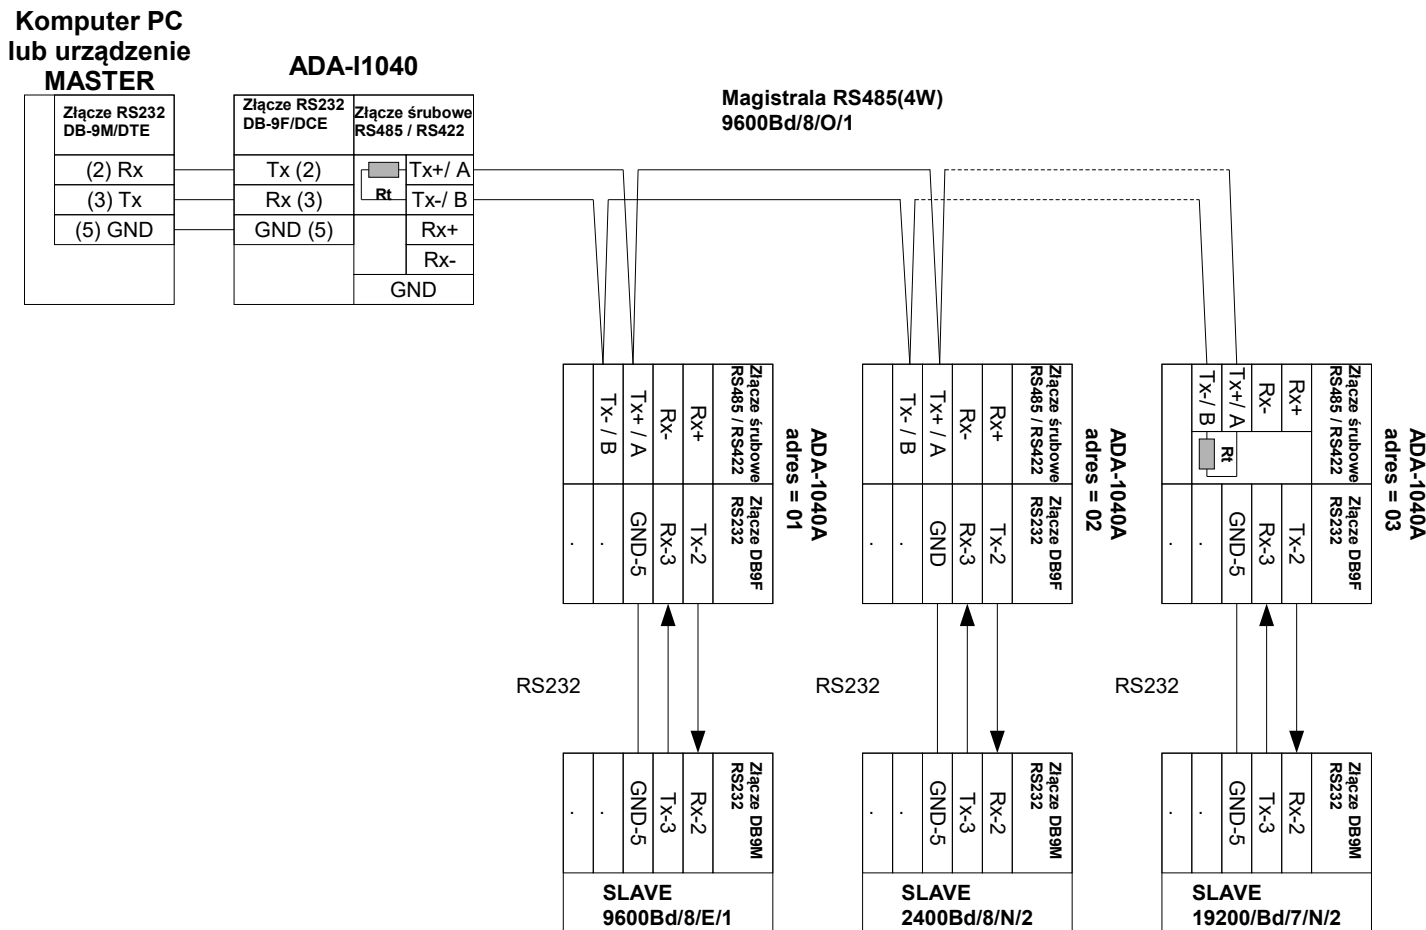 Komputer PC
lub urządzenie
MASTER
ADA-I1040
Złącze RS232
DB-9M/DTE
Złącze RS232
DB-9F/DCE
Złącze śrubowe
RS485 / RS422
(2) Rx
Tx (2)
Tx+/ A
(3) Tx
Rx (3)
Rt
Tx-/ B
(5) GND
GND (5)
Rx+
Rx-
GND
Magistrala RS485(4W)
9600Bd/8/O/1
Złącze śrubowe
RS485 / RS422
Rx+
Rx-
Tx+ / A
Tx- / B
Złącze DB9F
RS232
Tx-2
Rx-3
GND-5
.
.
ADA-1040A
adres = 01
Złącze śrubowe
RS485 / RS422
Rx+
Rx-
Tx+ / A
Tx- / B
Złącze DB9F
RS232
Tx-2
Rx-3
GND
.
.
ADA-1040A
adres = 02
Złącze śrubowe
RS485 / RS422
Rx+
Rx-
Tx+/ A
Tx-/ B
Rt
Złącze DB9F
RS232
Tx-2
Rx-3
GND-5
.
.
ADA-1040A
adres = 03
RS232
RS232
RS232
Złącze DB9M
RS232
Rx-2
Tx-3
GND-5
.
.
SLAVE
9600Bd/8/E/1
Złącze DB9M
RS232
Rx-2
Tx-3
GND-5
.
.
SLAVE
2400Bd/8/N/2
Złącze DB9M
RS232
Rx-2
Tx-3
GND-5
.
.
SLAVE
19200/Bd/7/N/2